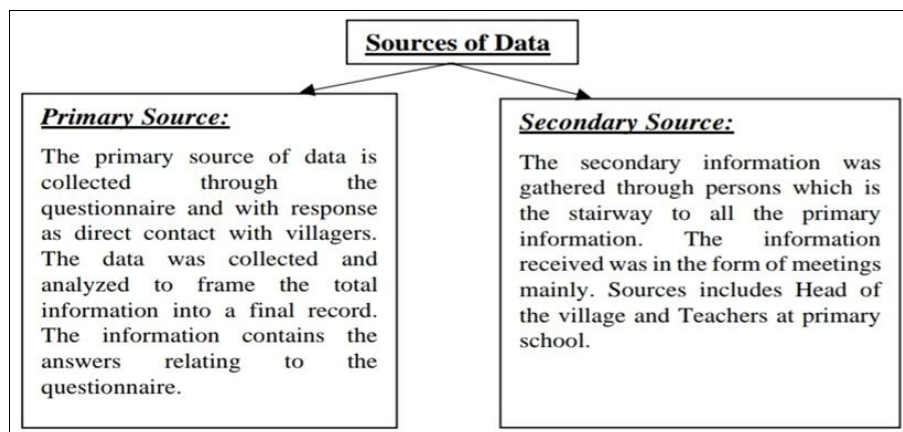 Sources of Data
Primary Source:
The primary source of data is
collected through the
questionnaire and with response
as direct contact with villagers.
The data was collected and
analyzed to frame the total
information into a final record.
The information contains the
answers relating to the
questionnaire.
Secondary Source:
The secondary information was
gathered through persons which is
the stairway to all the primary
information. The information
received was in the form of meetings
mainly. Sources includes Head of
the village and Teachers at primary
school.